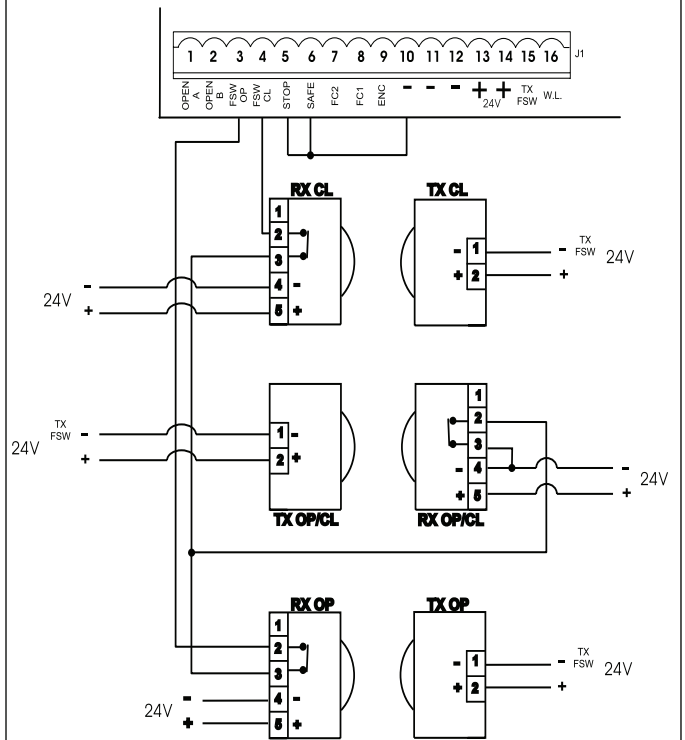 1 2 3 4 5 6 7 8 9 10 11 12 13 14 15 16 J1
OPEN A OPEN B FSW OP FSW CL STOP SAFE FC2 FC1 ENC - - - + + 24V TX FSW W.L.
RX CL TX CL
1
2
3
4 -
5 +
- 1
+ 2
- TX FSW 24V
+
24V -
+
24V TX FSW -
+
1 -
2 +
1
2
3
- 4
+ 5
- 24V
+
TX OP/CL RX OP/CL
RX OP TX OP
1
2
3
4 -
5 +
- 1
+ 2
- TX FSW 24V
+
24V -
+